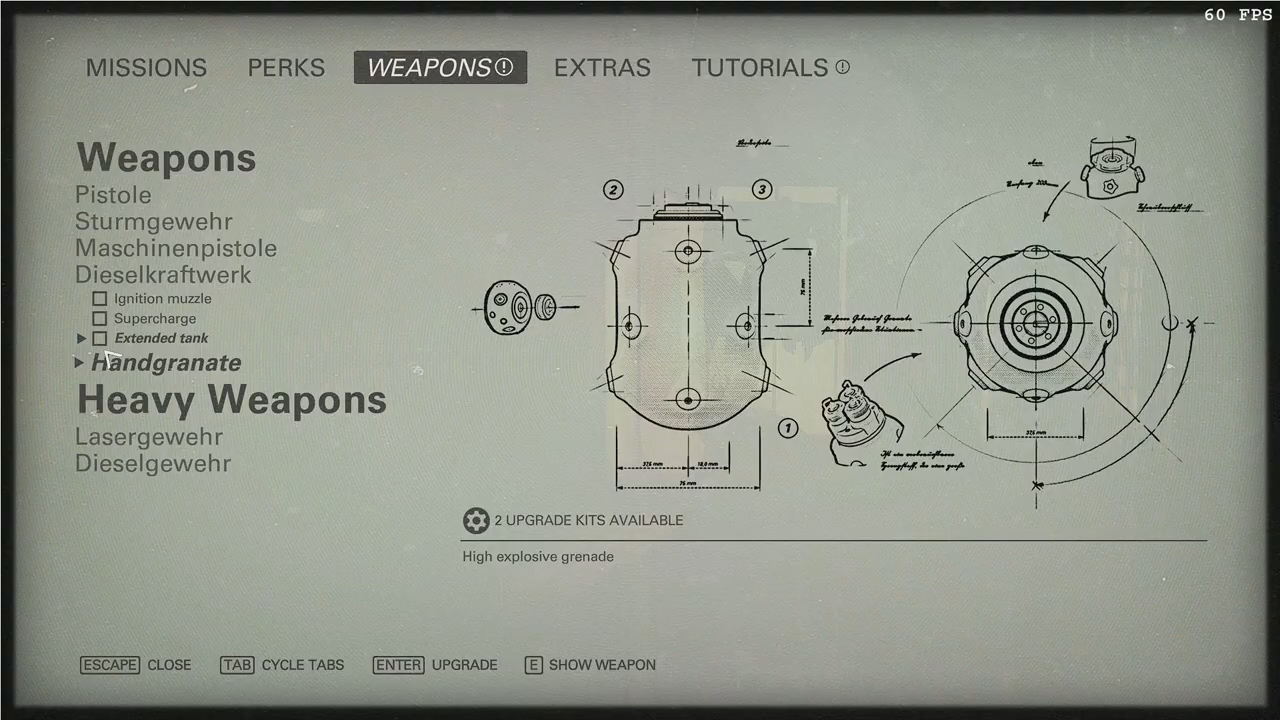 60 FPS
MISSIONS PERKS WEAPONS EXTRAS TUTORIALS
Weapons
Pistole
Sturmgewehr
Maschinenpistole
Dieselkraftwerk
Ignition muzzle
Supercharge
Extended tank
Handgranate
Heavy Weapons
Lasergewehr
Dieselgewehr
2
3
1
75 mm
2 UPGRADE KITS AVAILABLE
High explosive grenade
ESCAPE CLOSE TAB CYCLE TABS ENTER UPGRADE E SHOW WEAPON